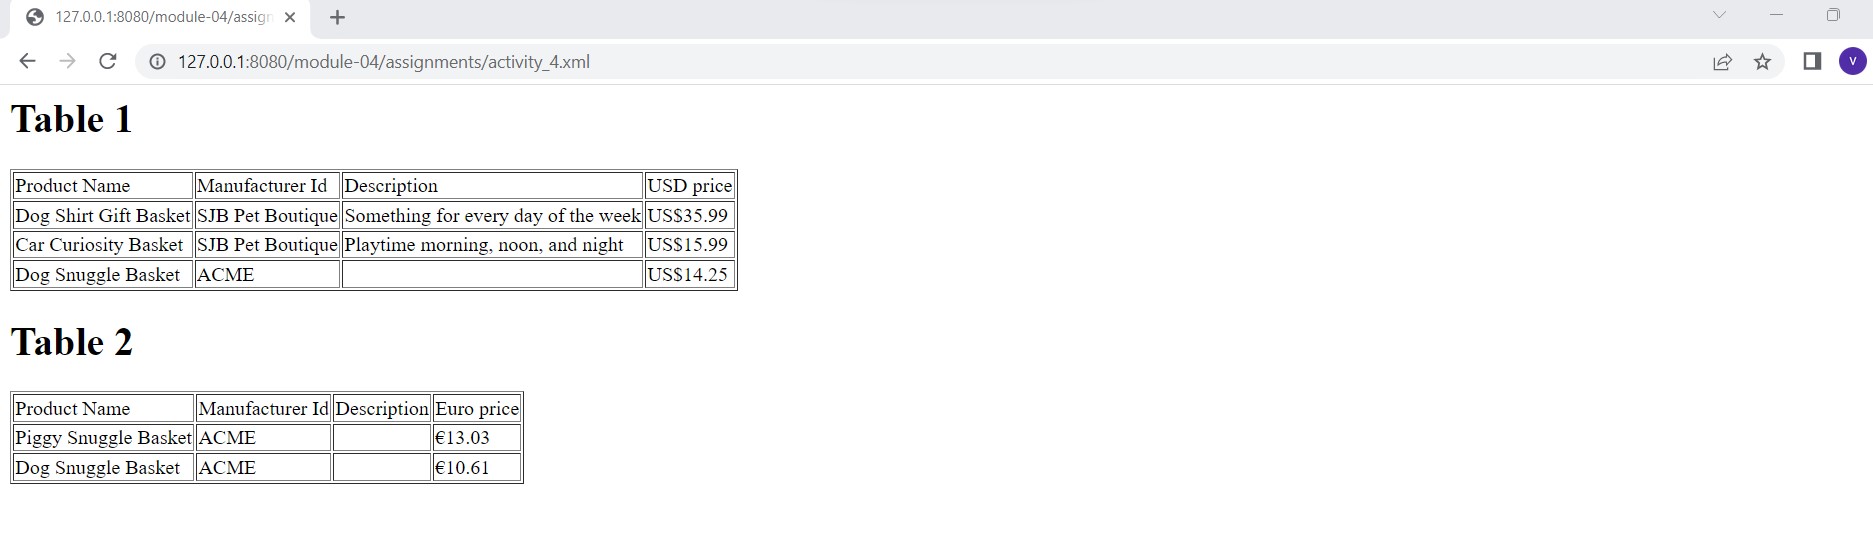 127.0.0.1:8080/module-04/assign
127.0.0.1:8080/module-04/assignments/activity_4.xml
V
Table 1
Product Name Manufacturer Id Description USD price
Dog Shirt Gift Basket SJB Pet Boutique Something for every day of the week US$35.99
Car Curiosity Basket SJB Pet Boutique Playtime morning, noon, and night US$15.99
Dog Snuggle Basket ACME US$14.25
Table 2
Product Name Manufacturer Id Description Euro price
Piggy Snuggle Basket ACME €13.03
Dog Snuggle Basket ACME €10.61